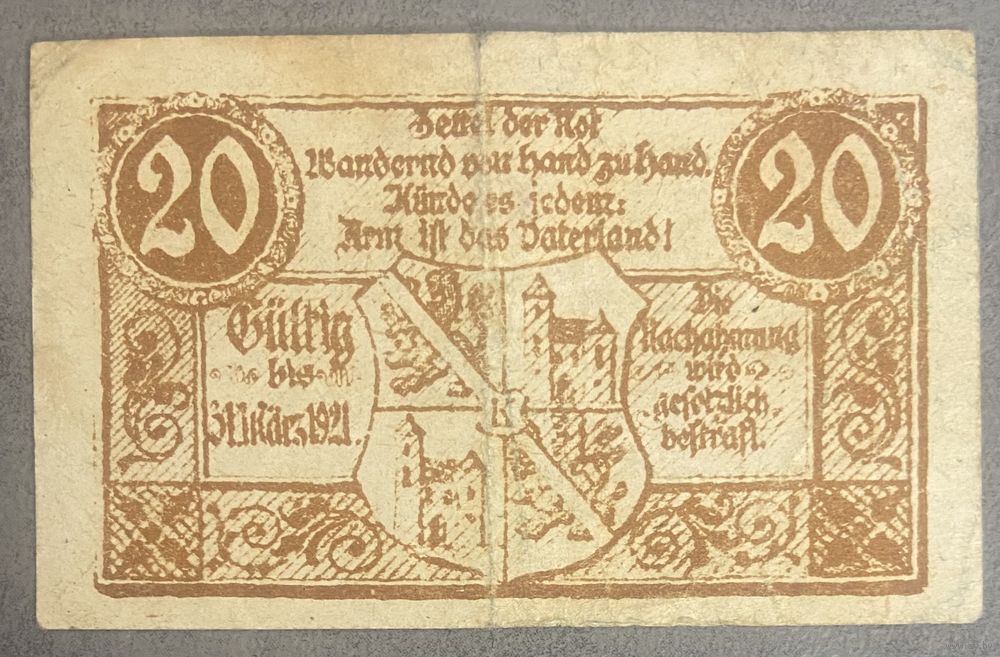 20
20
Zettel der Not
Wandernd von Hand zu Hand,
Künde es jedem:
Arm ist das Vaterland!
Gültig
bis
31. März 1921.
Die
Nachahmung
wird
gesetzlich
bestraft.
K